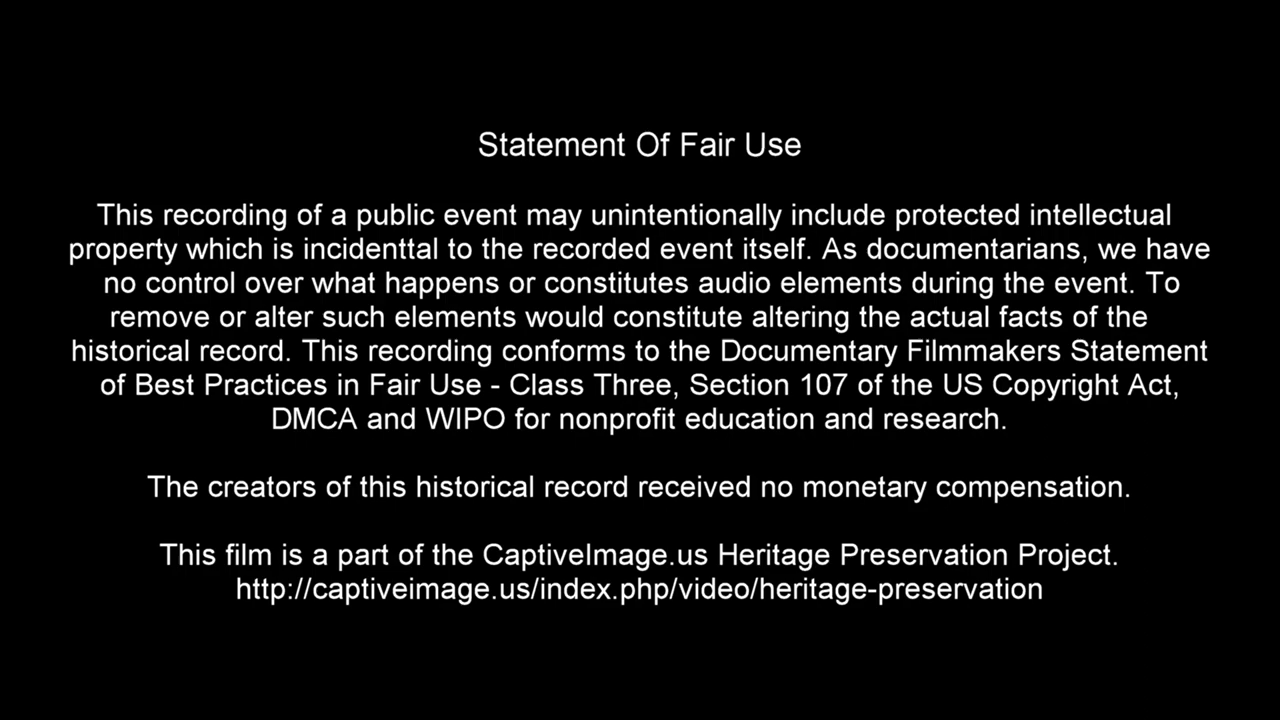 Statement Of Fair Use
This recording of a public event may unintentionally include protected intellectual
property which is incidenttal to the recorded event itself. As documentarians, we have
no control over what happens or constitutes audio elements during the event. To
remove or alter such elements would constitute altering the actual facts of the
historical record. This recording conforms to the Documentary Filmmakers Statement
of Best Practices in Fair Use - Class Three, Section 107 of the US Copyright Act,
DMCA and WIPO for nonprofit education and research.
The creators of this historical record received no monetary compensation.
This film is a part of the CaptiveImage.us Heritage Preservation Project.
http://captiveimage.us/index.php/video/heritage-preservation